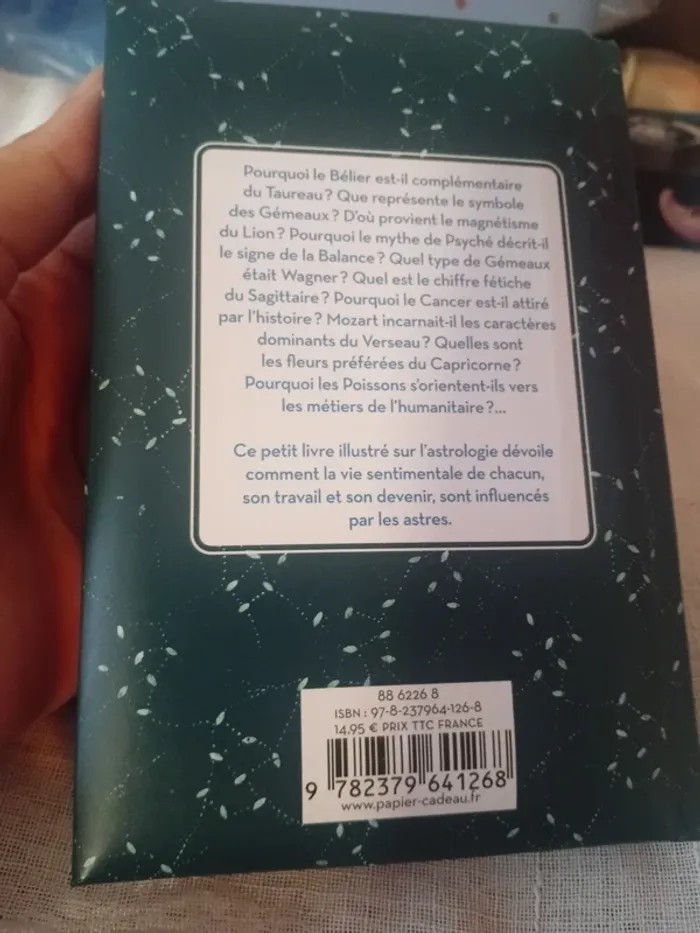 Pourquoi le Bélier est-il complémentaire
du Taureau ? Que représente le symbole
des Gémeaux ? D'où provient le magnétisme
du Lion ? Pourquoi le mythe de Psyché décrit-il
le signe de la Balance ? Quel type de Gémeaux
était Wagner ? Quel est le chiffre fétiche
du Sagittaire ? Pourquoi le Cancer est-il attiré
par l'histoire ? Mozart incarnait-il les caractères
dominants du Verseau ? Quelles sont
les fleurs préférées du Capricorne ?
Pourquoi les Poissons s'orientent-ils vers
les métiers de l'humanitaire ?...
Ce petit livre illustré sur l'astrologie dévoile
comment la vie sentimentale de chacun,
son travail et son devenir, sont influencés
par les astres.
88 6226 8
ISBN : 97-8-237964-126-8
14,95 € PRIX TTC FRANCE
9 782379 641268
www.papier-cadeau.fr